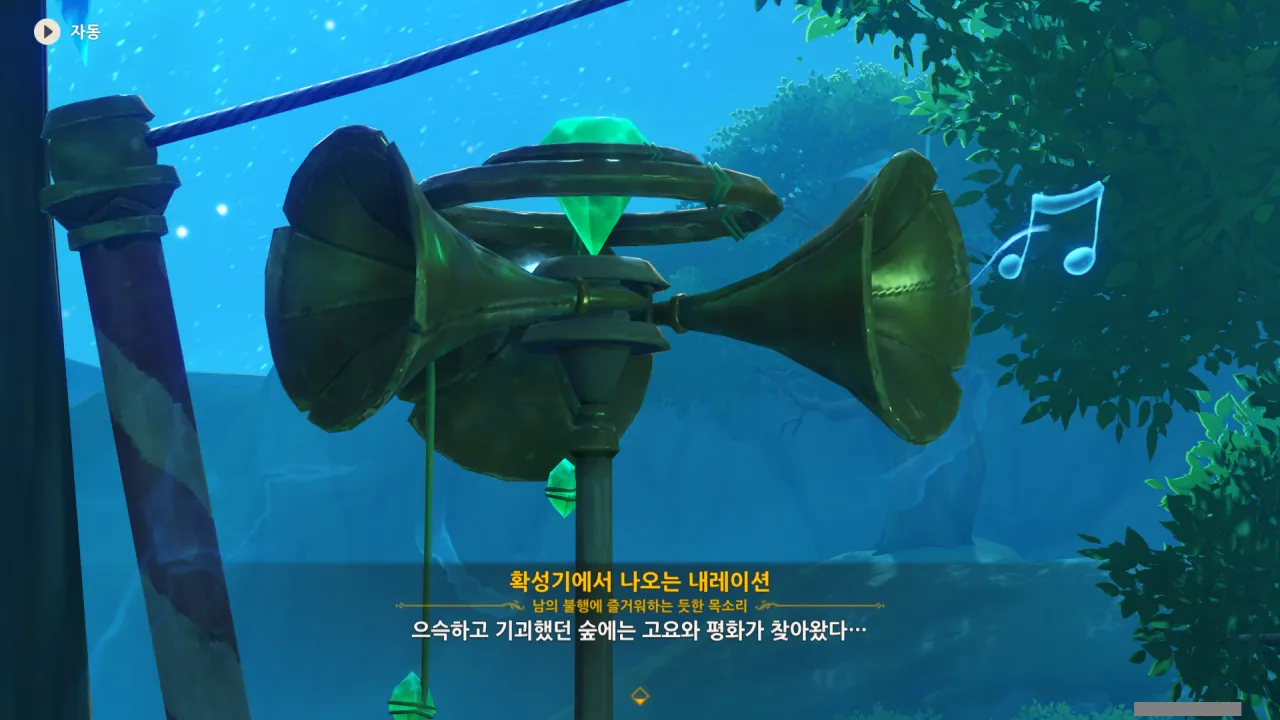 자동
확성기에서 나오는 내레이션
남의 불행에 즐거워하는 듯한 목소리
으슥하고 기괴했던 숲에는 고요와 평화가 찾아왔다…